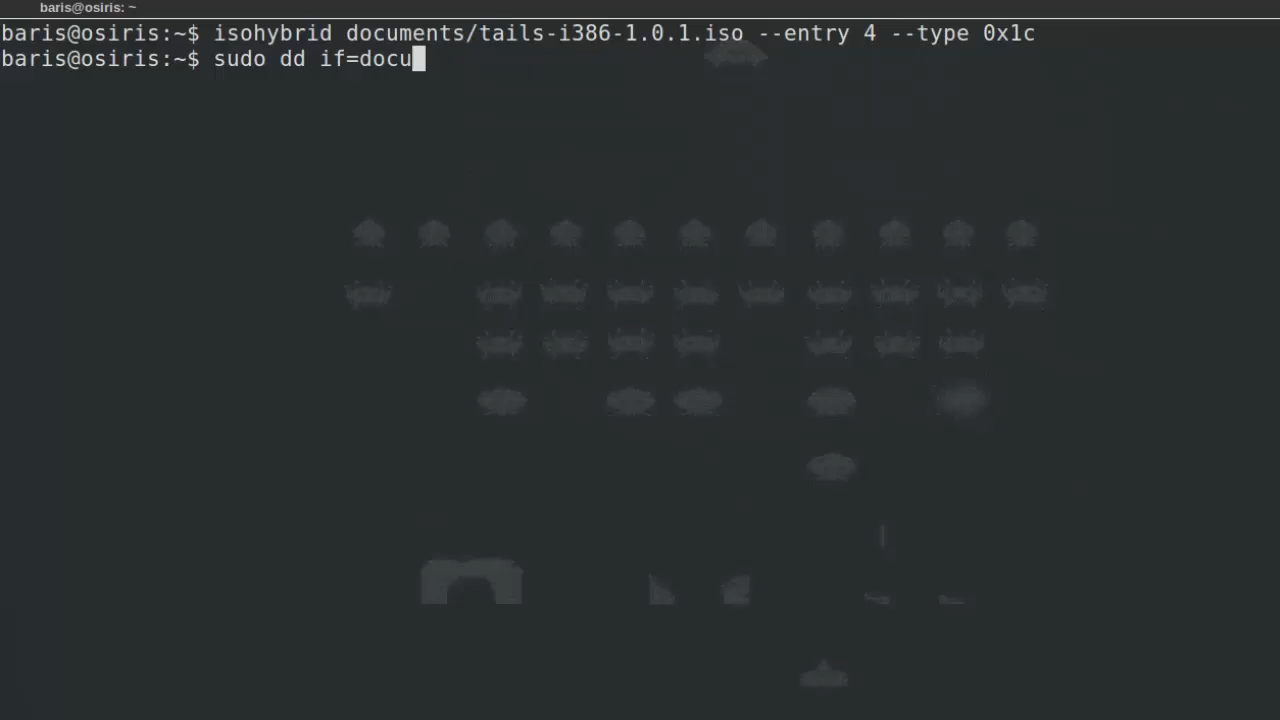 baris@osiris: ~
baris@osiris:~$ isohybrid documents/tails-i386-1.0.1.iso --entry 4 --type 0x1c
baris@osiris:~$ sudo dd if=docu